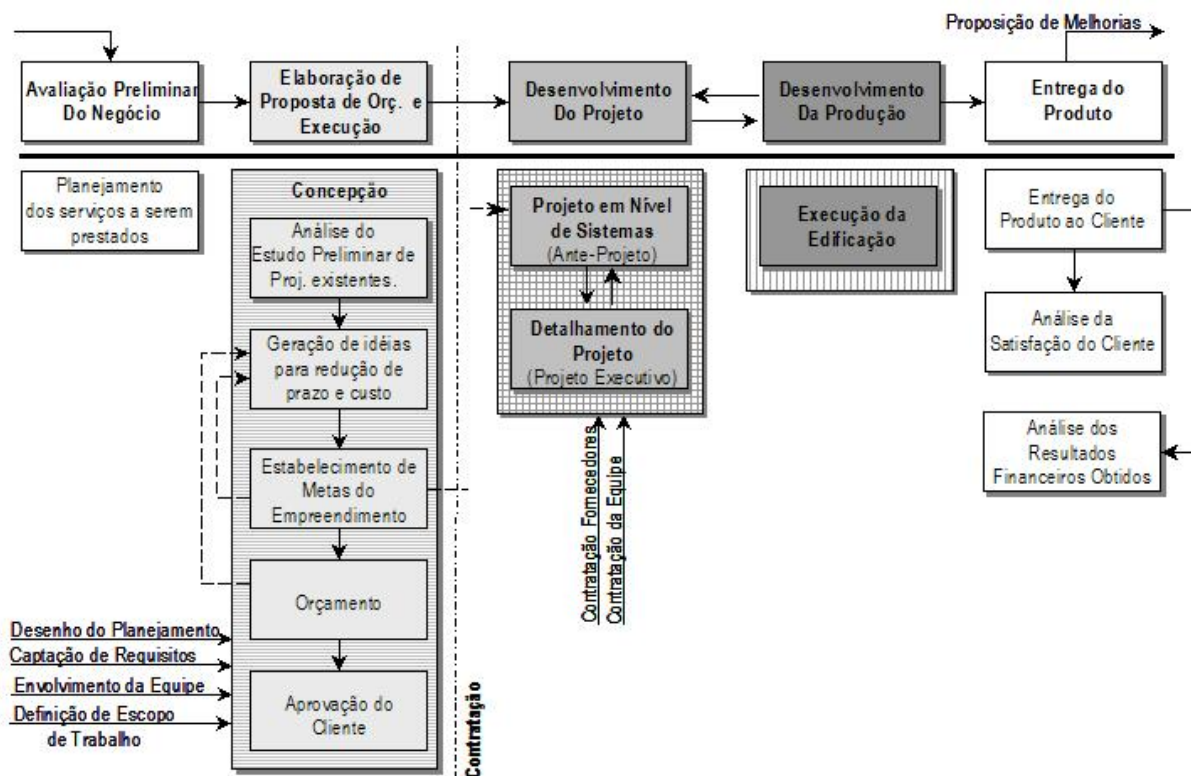 Proposição de Melhorias
Avaliação Preliminar
Do Negócio
Elaboração de
Proposta de Orç. e
Execução
Desenvolvimento
Do Projeto
Desenvolvimento
Da Produção
Entrega do
Produto
Planejamento
dos serviços a serem
prestados
Concepção
Análise do
Estudo Preliminar de
Proj. existentes.
Geração de idéias
para redução de
prazo e custo
Estabelecimento de
Metas do
Empreendimento
Orçamento
Aprovação do
Cliente
Desenho do Planejamento
Captação de Requisitos
Envolvimento da Equipe
Definição de Escopo
de Trabalho
Contratação
Projeto em Nível
de Sistemas
(Ante-Projeto)
Detalhamento do
Projeto
(Projeto Executivo)
Contratação Fornecedores
Contratação da Equipe
Execução da
Edificação
Entrega do
Produto ao Cliente
Análise da
Satisfação do Cliente
Análise dos
Resultados
Financeiros Obtidos